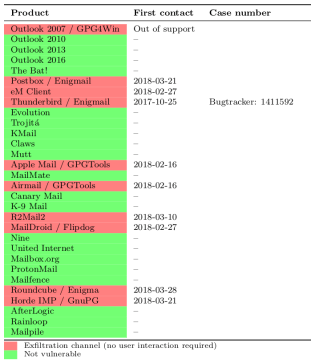 Product First contact Case number
Outlook 2007 / GPG4Win Out of support
Outlook 2010 –
Outlook 2013 –
Outlook 2016 –
The Bat! –
Postbox / Enigmail 2018-03-21
eM Client 2018-02-27
Thunderbird / Enigmail 2017-10-25 Bugtracker: 1411592
Evolution –
Trojitá –
KMail –
Claws –
Mutt –
Apple Mail / GPGTools 2018-02-16
MailMate –
Airmail / GPGTools 2018-02-16
Canary Mail –
K-9 Mail –
R2Mail2 2018-03-10
MailDroid / Flipdog 2018-02-27
Nine –
United Internet –
Mailbox.org –
ProtonMail –
Mailfence –
Roundcube / Enigma 2018-03-28
Horde IMP / GnuPG 2018-03-21
AfterLogic –
Rainloop –
Mailpile –
Exfiltration channel (no user interaction required)
Not vulnerable